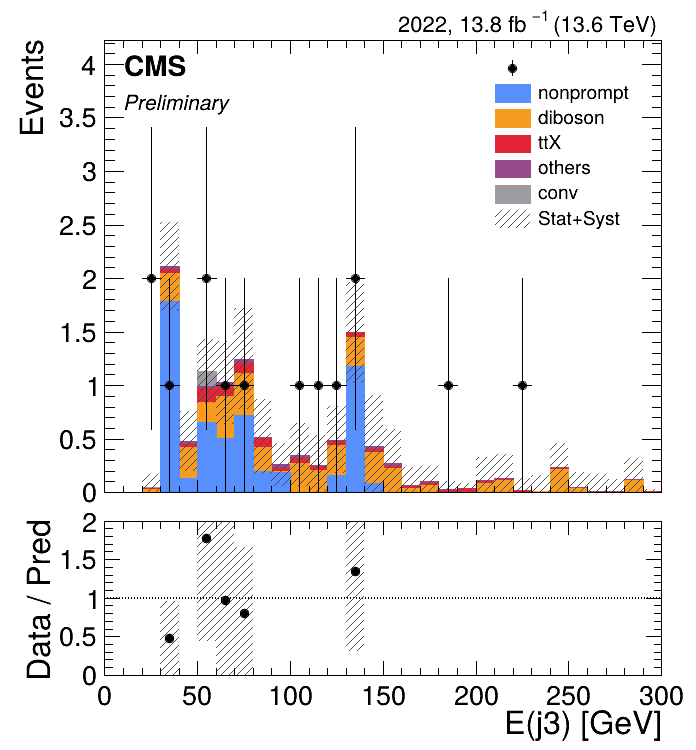 2022, 13.8 fb⁻¹ (13.6 TeV)
CMS
Preliminary
nonprompt
diboson
ttX
others
conv
Stat+Syst
Events
4
3.5
3
2.5
2
1.5
1
0.5
0
Data / Pred
2
1.5
1
0.5
0
0 50 100 150 200 250 300
E(j3) [GeV]